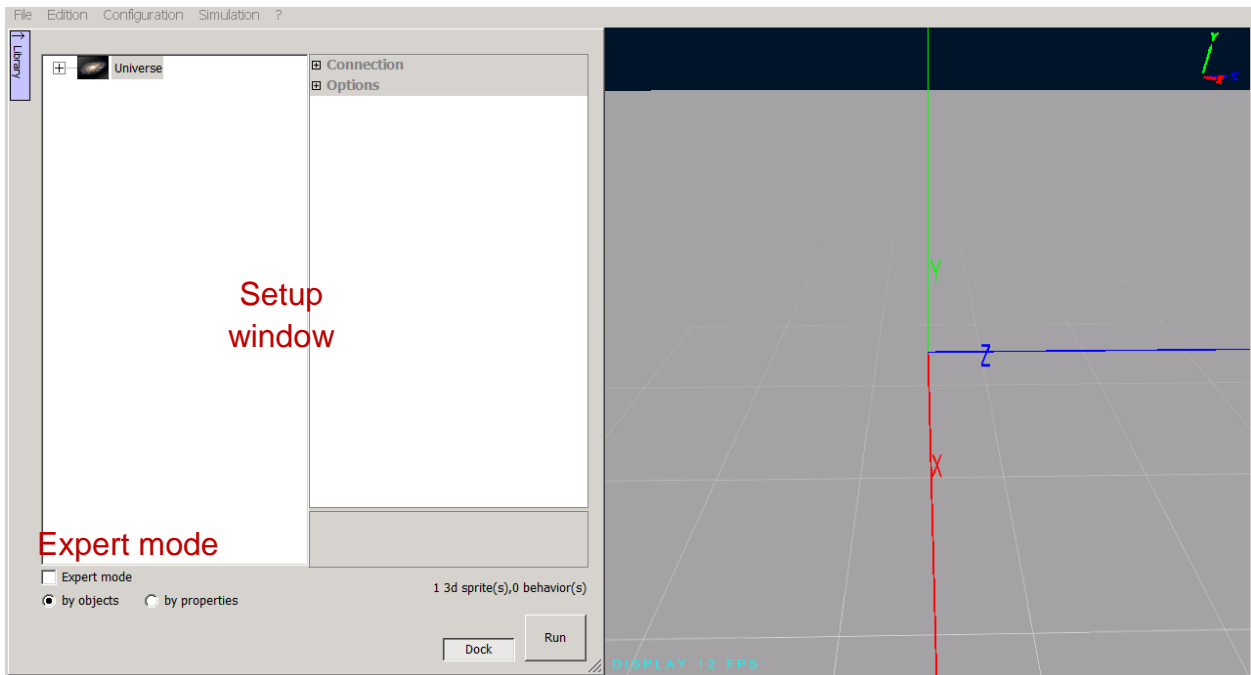 File Edition Configuration Simulation ?
↑ Library
Universe
Connection
Options
Setup
window
Expert mode
Expert mode
by objects by properties
1 3d sprite(s),0 behavior(s)
Dock
Run
Y
Y
Z
X
DISPLAY 12 FPS